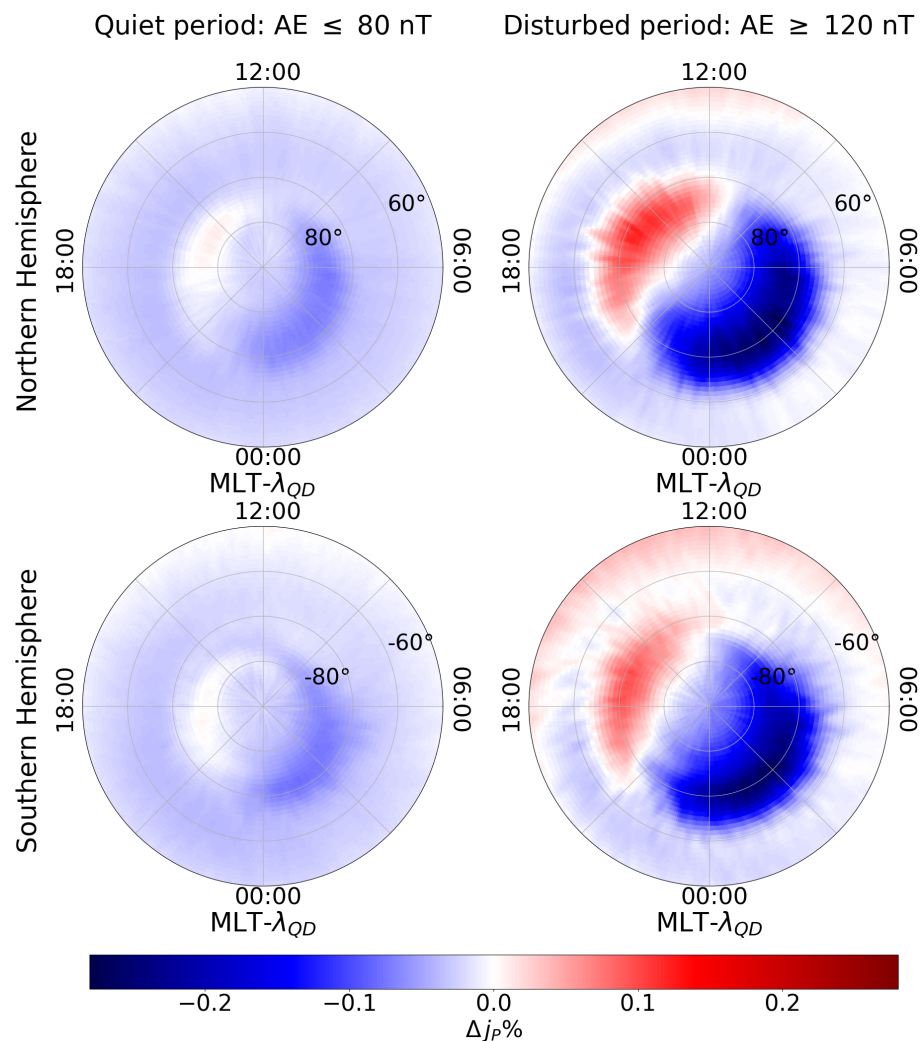 Quiet period: AE ≤ 80 nT
Disturbed period: AE ≥ 120 nT
Northern Hemisphere
12:00
60°
80°
18:00
06:00
00:00
MLT-λQD
12:00
60°
80°
18:00
06:00
00:00
MLT-λQD
Southern Hemisphere
12:00
-60°
-80°
18:00
06:00
00:00
MLT-λQD
12:00
-60°
-80°
18:00
06:00
00:00
MLT-λQD
−0.2 −0.1 0.0 0.1 0.2
ΔjP%